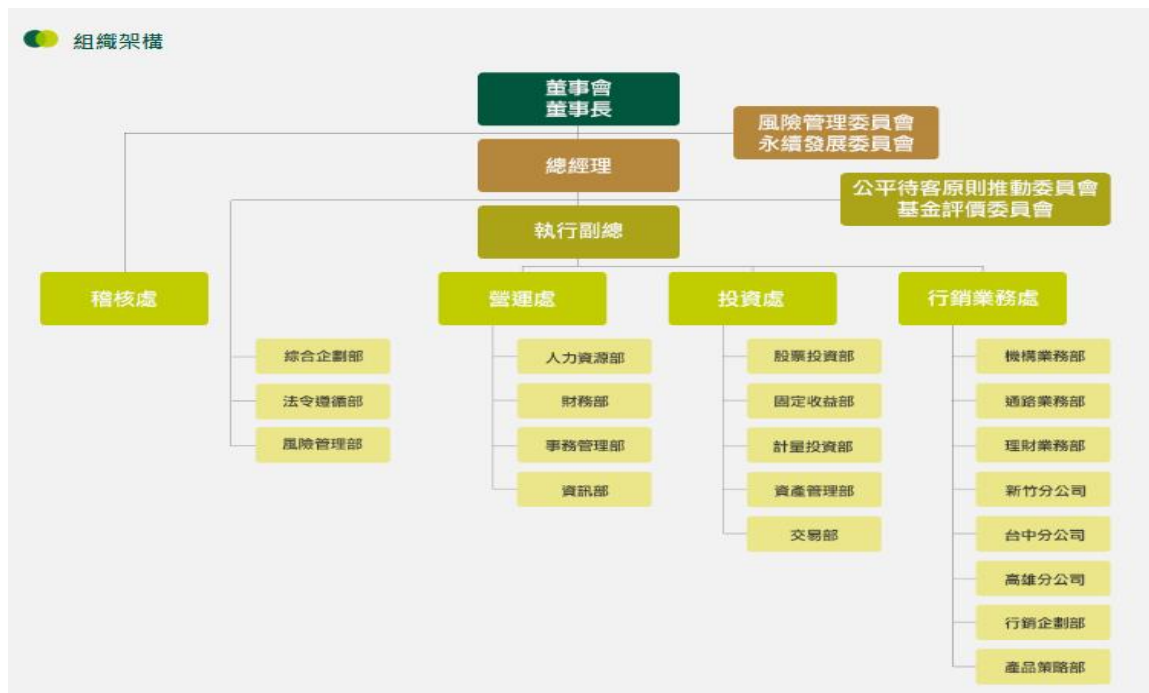 組織架構
董事會
董事長
風險管理委員會
永續發展委員會
總經理
公平待客原則推動委員會
基金評價委員會
執行副總
稽核處
營運處
投資處
行銷業務處
綜合企劃部
法令遵循部
風險管理部
人力資源部
財務部
事務管理部
資訊部
股票投資部
固定收益部
計量投資部
資產管理部
交易部
機構業務部
通路業務部
理財業務部
新竹分公司
台中分公司
高雄分公司
行銷企劃部
產品策略部